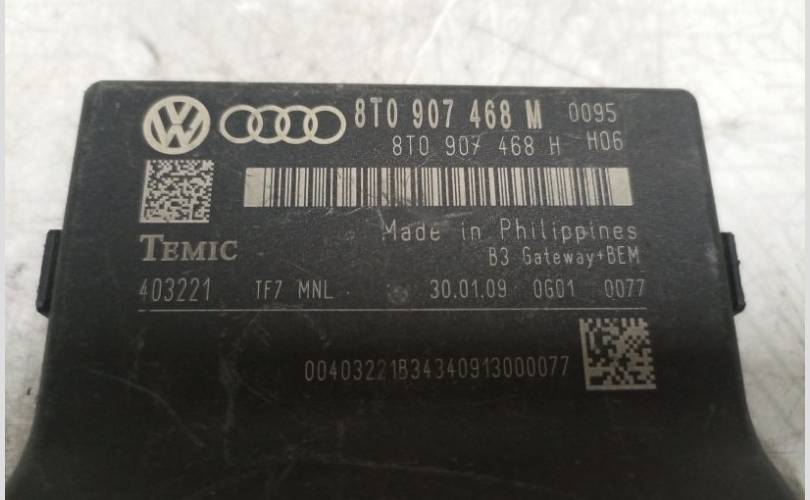 8T0 907 468 M 0095
8T0 907 468 H H06
TEMIC
Made in Philippines
B3 Gateway+BEM
403221 TF7 MNL 30.01.09 0G01 0077
00403221B34340913000077